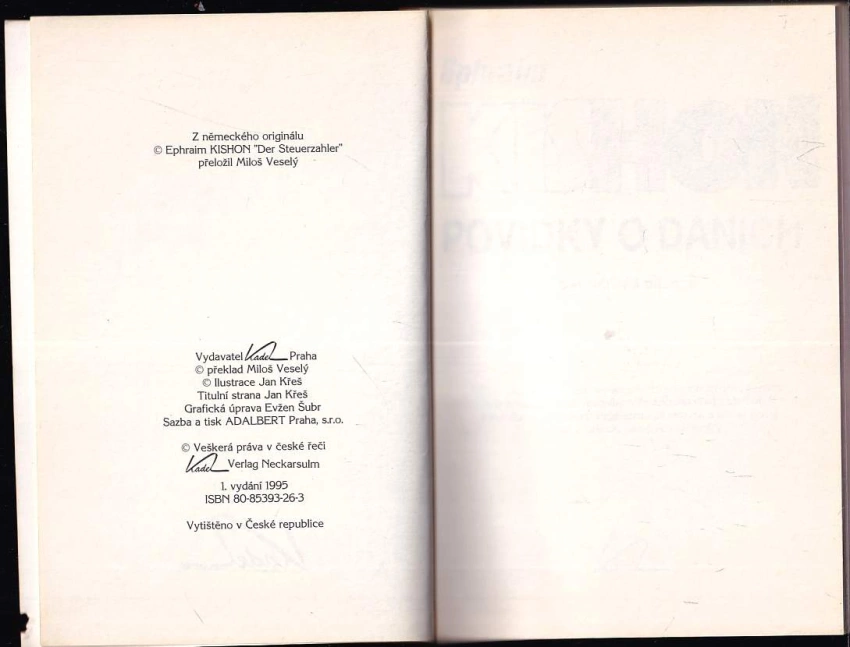 Z německého originálu
© Ephraim KISHON "Der Steuerzahler"
přeložil Miloš Veselý
Vydavatel Kadel Praha
© překlad Miloš Veselý
© Ilustrace Jan Křeš
Titulní strana Jan Křeš
Grafická úprava Evžen Šubr
Sazba a tisk ADALBERT Praha, s.r.o.
© Veškerá práva v české řeči
Kadel Verlag Neckarsulm
1. vydání 1995
ISBN 80-85393-26-3
Vytištěno v České republice
POVÍDKY O DANÍCH